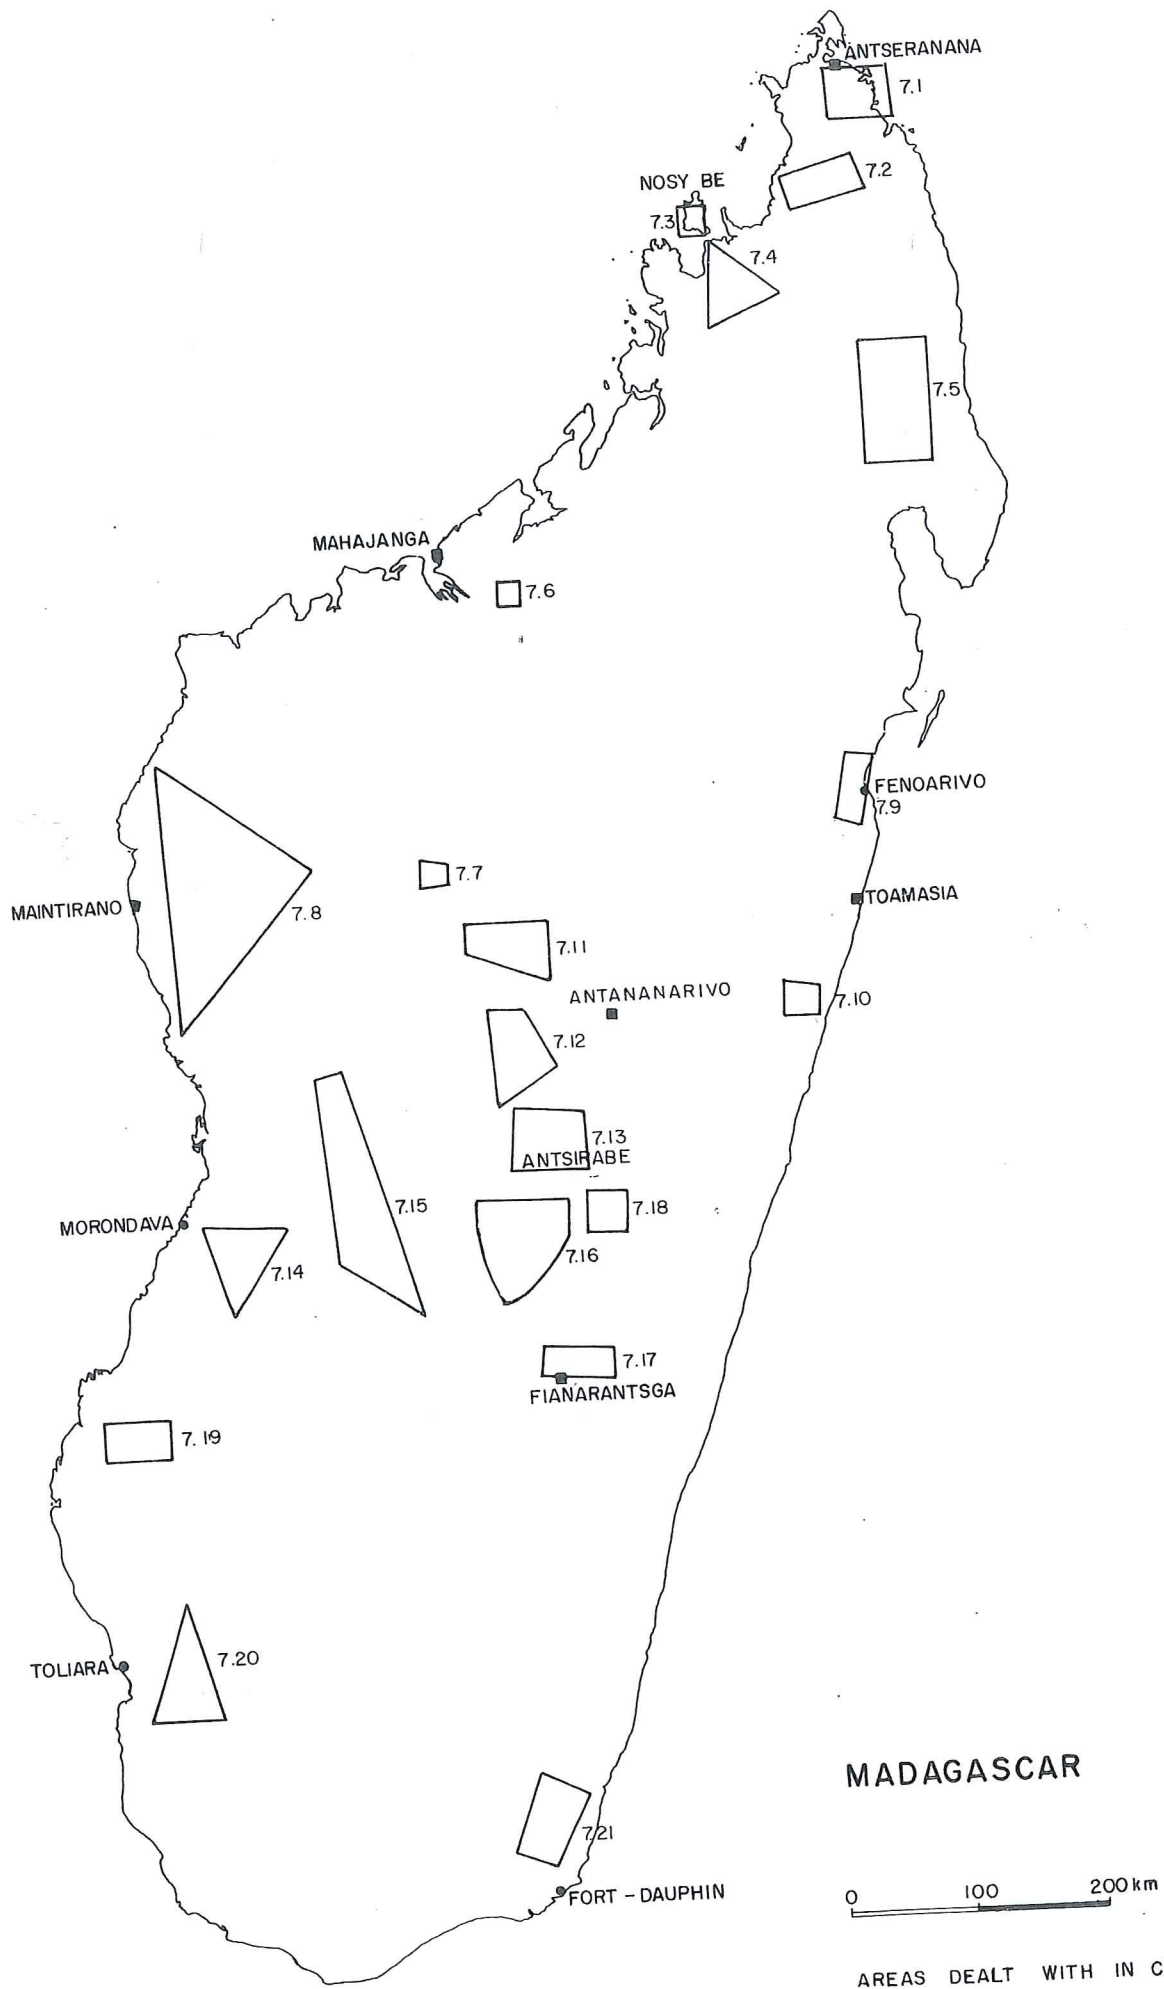 ANTSERANANA
7.1
7.2
NOSY BE
7.3
7.4
7.5
MAHAJANGA
7.6
FENOARIVO
7.9
7.7
TOAMASIA
MAINTIRANO
7.8
7.11
ANTANANARIVO
7.10
7.12
7.13
ANTSIRABE
7.15
7.18
MORONDAVA
7.16
7.14
7.17
FIANARANTSGA
7.19
TOLIARA
7.20
MADAGASCAR
7.21
FORT - DAUPHIN
0 100 200 km
AREAS DEALT WITH IN C